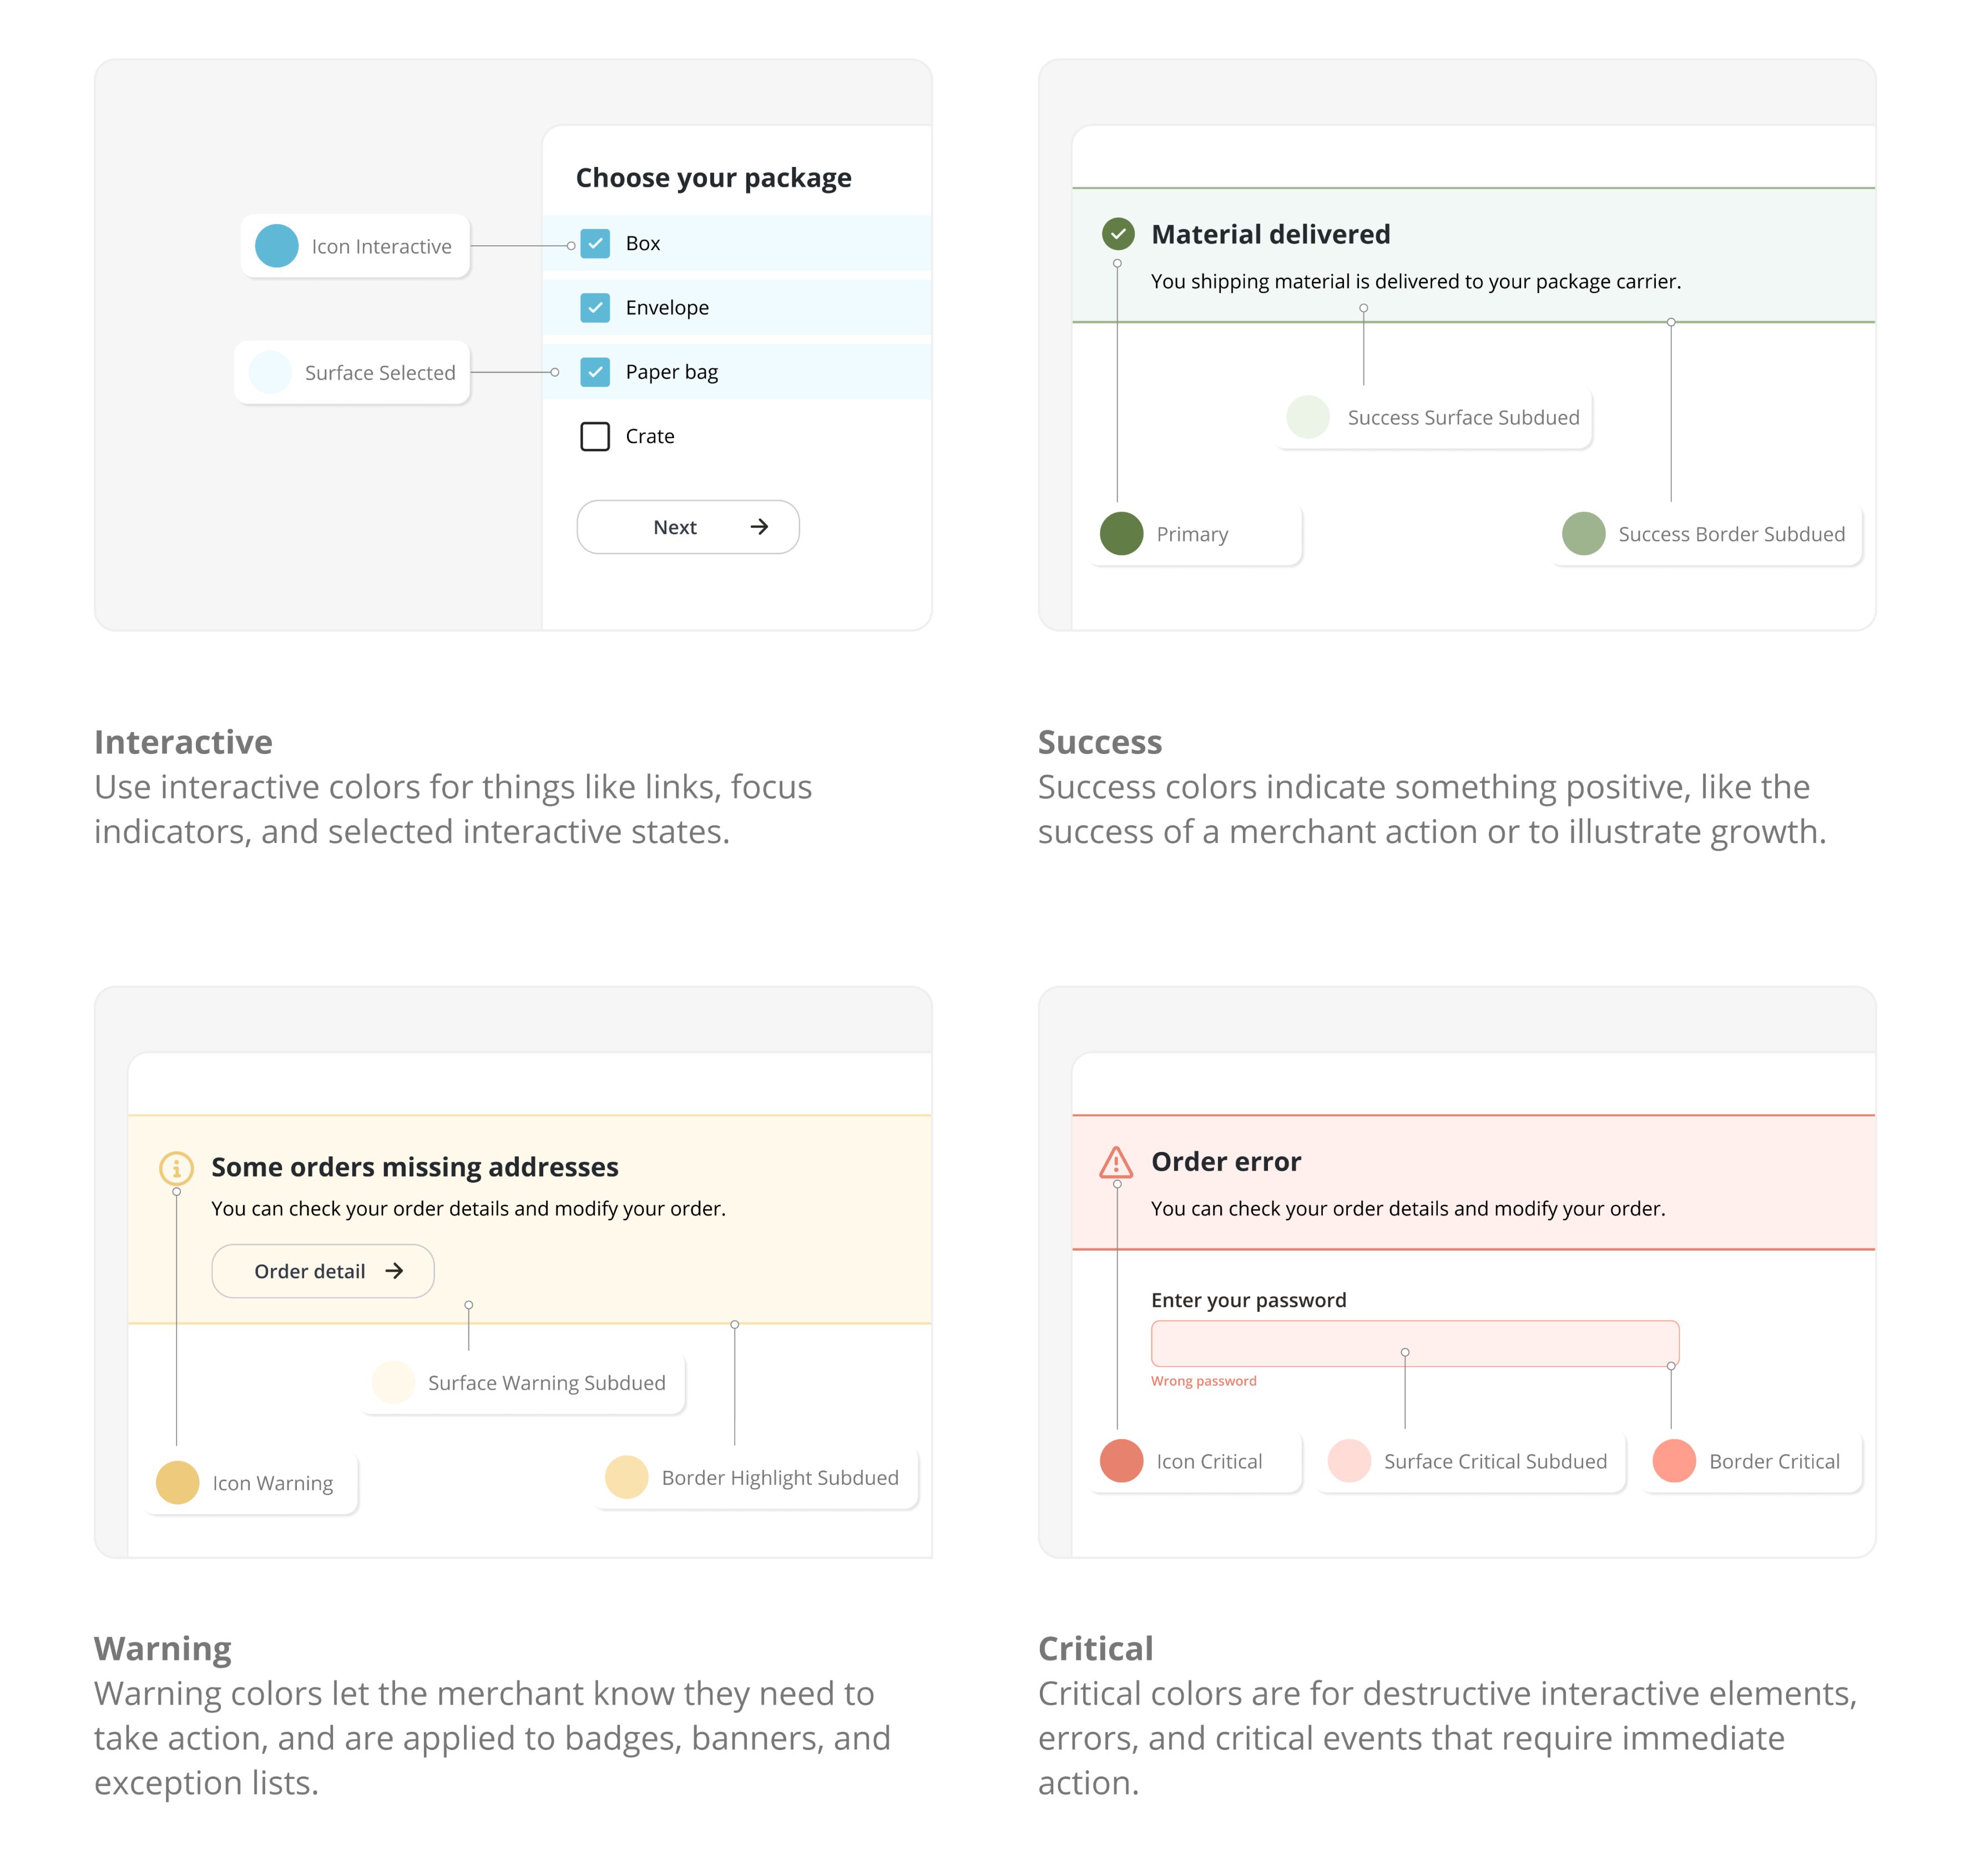 Choose your package
Icon Interactive
Box
Envelope
Surface Selected
Paper bag
Crate
Next
Material delivered
You shipping material is delivered to your package carrier.
Success Surface Subdued
Primary
Success Border Subdued
Interactive
Use interactive colors for things like links, focus
indicators, and selected interactive states.
Success
Success colors indicate something positive, like the
success of a merchant action or to illustrate growth.
Some orders missing addresses
You can check your order details and modify your order.
Order detail
Surface Warning Subdued
Icon Warning
Border Highlight Subdued
Order error
You can check your order details and modify your order.
Enter your password
Wrong password
Icon Critical
Surface Critical Subdued
Border Critical
Warning
Warning colors let the merchant know they need to
take action, and are applied to badges, banners, and
exception lists.
Critical
Critical colors are for destructive interactive elements,
errors, and critical events that require immediate
action.